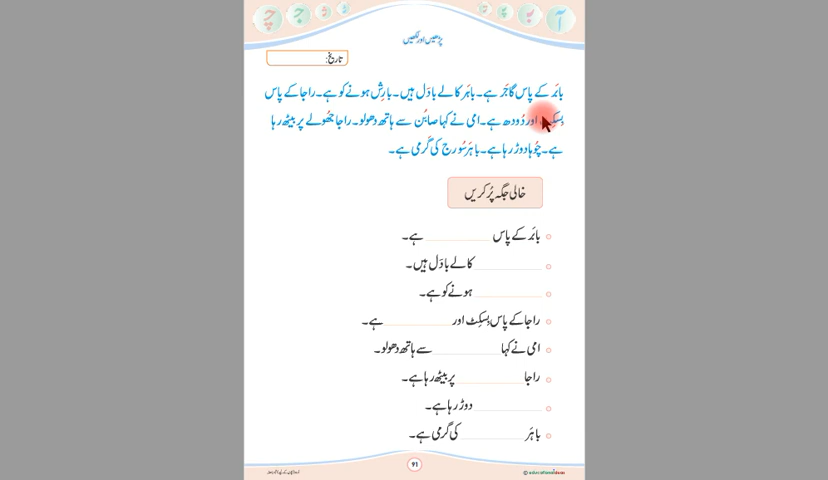 آ ب پ ت ٹ ث ج چ
پڑھیں اور لکھیں
تاریخ:
بابَر کے پاس گاجَر ہے۔ باہَر کالے بادَل ہیں۔ بارِش ہونے کو ہے۔ راجا کے پاس
بِسکِٹ اور دُودھ ہے۔ امی نے کہا صابُن سے ہاتھ دھولو۔ راجا جھُولے پر بیٹھ رہا
ہے۔ چُوہا دوڑ رہا ہے۔ باہَر سُورج کی گرمی ہے۔
خالی جگہ پُر کریں
بابَر کے پاس ہے۔
کالے بادَل ہیں۔
ہونے کو ہے۔
راجا کے پاس بِسکِٹ اور ہے۔
امی نے کہا سے ہاتھ دھولو۔
راجا پر بیٹھ رہا ہے۔
دوڑ رہا ہے۔
باہَر کی گرمی ہے۔
91